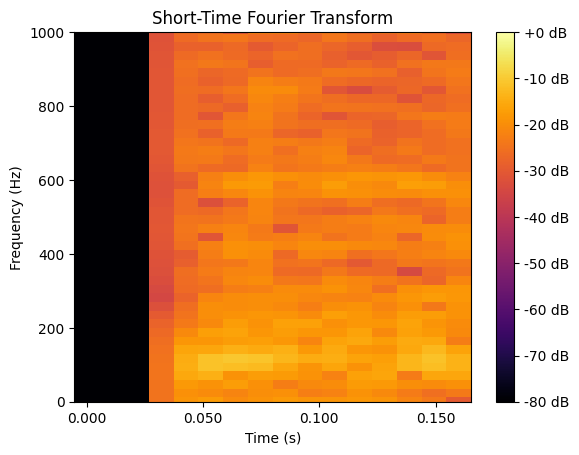 Short-Time Fourier Transform
1000
800
600
400
200
0
Frequency (Hz)
0.000
0.050
0.100
0.150
Time (s)
+0 dB
-10 dB
-20 dB
-30 dB
-40 dB
-50 dB
-60 dB
-70 dB
-80 dB